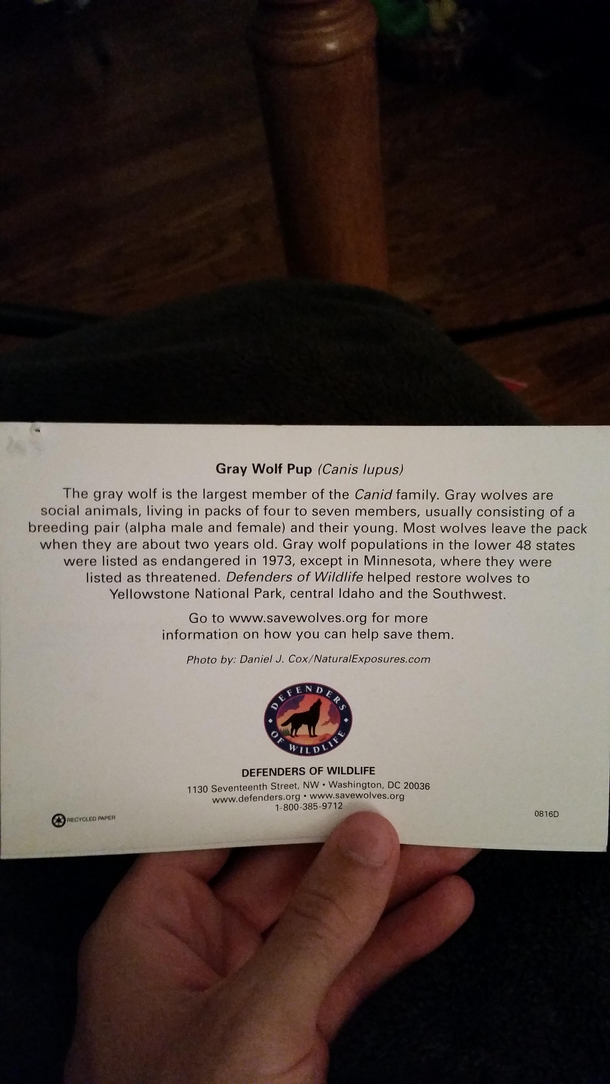 Gray Wolf Pup (Canis lupus)
The gray wolf is the largest member of the Canid family. Gray wolves are
social animals, living in packs of four to seven members, usually consisting of a
breeding pair (alpha male and female) and their young. Most wolves leave the pack
when they are about two years old. Gray wolf populations in the lower 48 states
were listed as endangered in 1973, except in Minnesota, where they were
listed as threatened. Defenders of Wildlife helped restore wolves to
Yellowstone National Park, central Idaho and the Southwest.
Go to www.savewolves.org for more
information on how you can help save them.
Photo by: Daniel J. Cox/NaturalExposures.com
DEFENDERS
OF WILDLIFE
DEFENDERS OF WILDLIFE
1130 Seventeenth Street, NW • Washington, DC 20036
www.defenders.org • www.savewolves.org
1-800-385-9712
RECYCLED PAPER
0816D